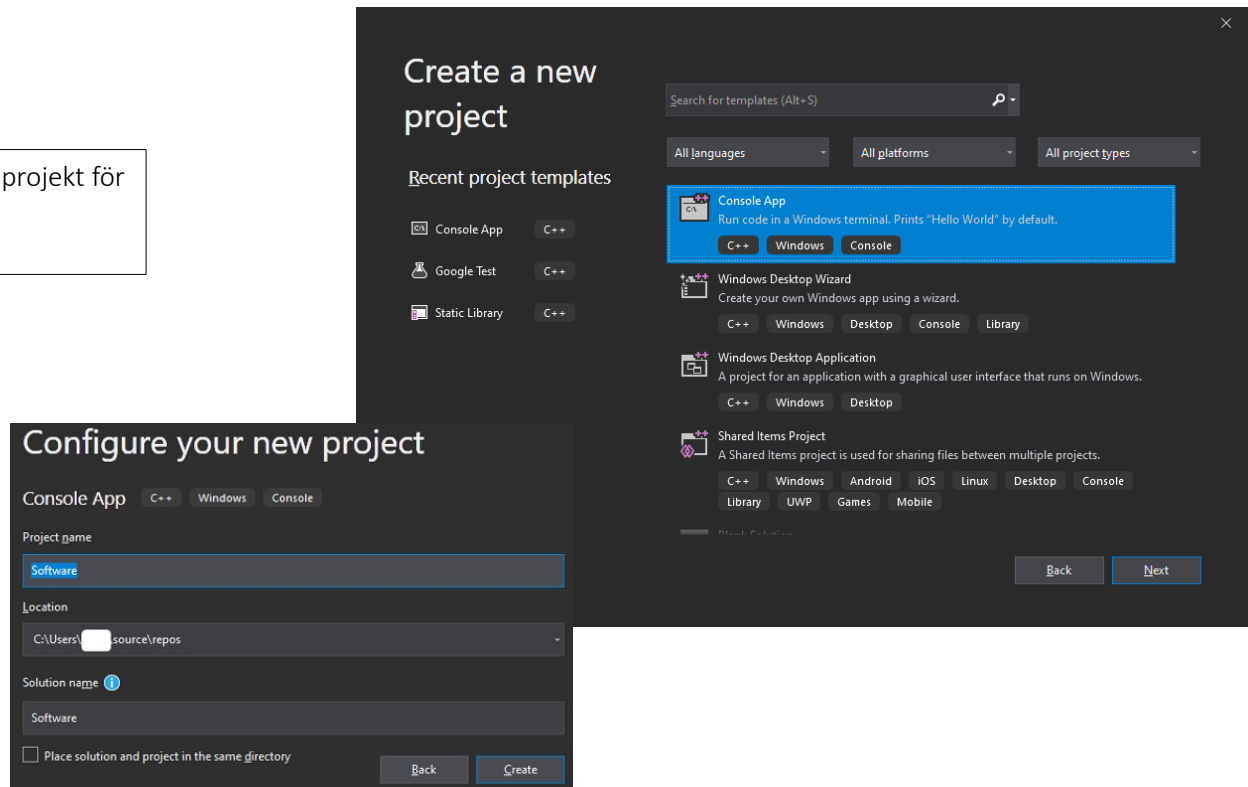 projekt för
Create a new
project
Recent project templates
Console App C++
Google Test C++
Static Library C++
Search for templates (Alt+S)
All languages All platforms All project types
Console App
Run code in a Windows terminal. Prints "Hello World" by default.
C++ Windows Console
Windows Desktop Wizard
Create your own Windows app using a wizard.
C++ Windows Desktop Console Library
Windows Desktop Application
A project for an application with a graphical user interface that runs on Windows.
C++ Windows Desktop
Shared Items Project
A Shared Items project is used for sharing files between multiple projects.
C++ Windows Android iOS Linux Desktop Console
Library UWP Games Mobile
Blank Solution
Back Next
Configure your new project
Console App C++ Windows Console
Project name
Software
Location
C:\Users\ \source\repos
Solution name
Software
Place solution and project in the same directory
Back Create